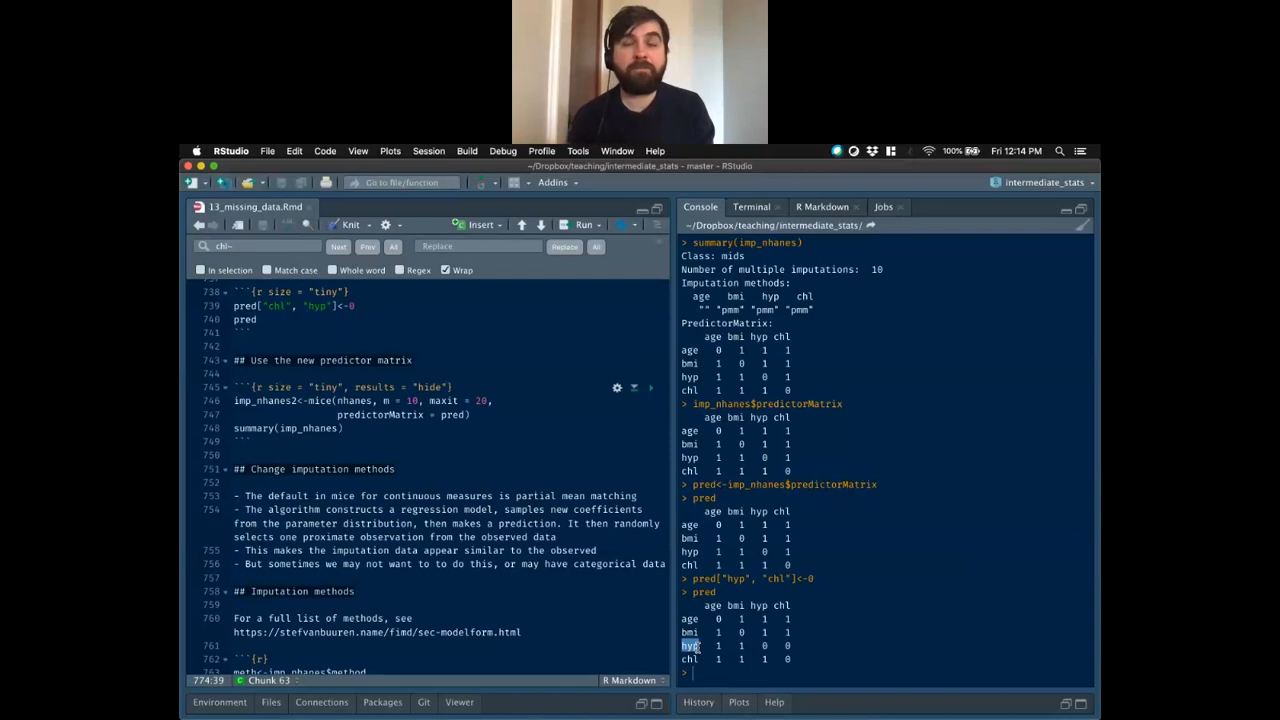 RStudio File Edit Code View Plots Session Build Debug Profile Tools Window Help 100% Fri 12:14 PM
~/Dropbox/teaching/intermediate_stats - master - RStudio
Go to file/function Addins intermediate_stats
13_missing_data.Rmd
Knit Insert Run
chl~ Next Prev All Replace Replace All
In selection Match case Whole word Regex Wrap
738 ```{r size = "tiny"}
739 pred["chl", "hyp"]<-0
740 pred
741 ```
742
743 ## Use the new predictor matrix
744
745 ```{r size = "tiny", results = "hide"}
746 imp_nhanes2<-mice(nhanes, m = 10, maxit = 20,
747 predictorMatrix = pred)
748 summary(imp_nhanes)
749 ```
750
751 ## Change imputation methods
752
753 - The default in mice for continuous measures is partial mean matching
754 - The algorithm constructs a regression model, samples new coefficients
from the parameter distribution, then makes a prediction. It then randomly
selects one proximate observation from the observed data
755 - This makes the imputation data appear similar to the observed
756 - But sometimes we may not want to to do this, or may have categorical data
757
758 ## Imputation methods
759
760 For a full list of methods, see
https://stefvanbuuren.name/fimd/sec-modelform.html
761
762 ```{r}
763 meth<-imp_nhanes$method
774:39 Chunk 63 R Markdown
Environment Files Connections Packages Git Viewer
Console Terminal R Markdown Jobs
~/Dropbox/teaching/intermediate_stats/
> summary(imp_nhanes)
Class: mids
Number of multiple imputations: 10
Imputation methods:
age bmi hyp chl
"" "pmm" "pmm" "pmm"
PredictorMatrix:
age bmi hyp chl
age 0 1 1 1
bmi 1 0 1 1
hyp 1 1 0 1
chl 1 1 1 0
> imp_nhanes$predictorMatrix
age bmi hyp chl
age 0 1 1 1
bmi 1 0 1 1
hyp 1 1 0 1
chl 1 1 1 0
> pred<-imp_nhanes$predictorMatrix
> pred
age bmi hyp chl
age 0 1 1 1
bmi 1 0 1 1
hyp 1 1 0 1
chl 1 1 1 0
> pred["hyp", "chl"]<-0
> pred
age bmi hyp chl
age 0 1 1 1
bmi 1 0 1 1
hyp 1 1 0 0
chl 1 1 1 0
>
History Plots Help